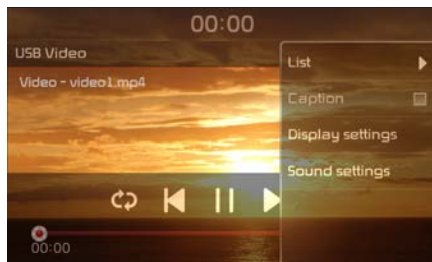 00:00
USB Video
Video - video1.mp4
List
Caption
Display settings
Sound settings
00:00